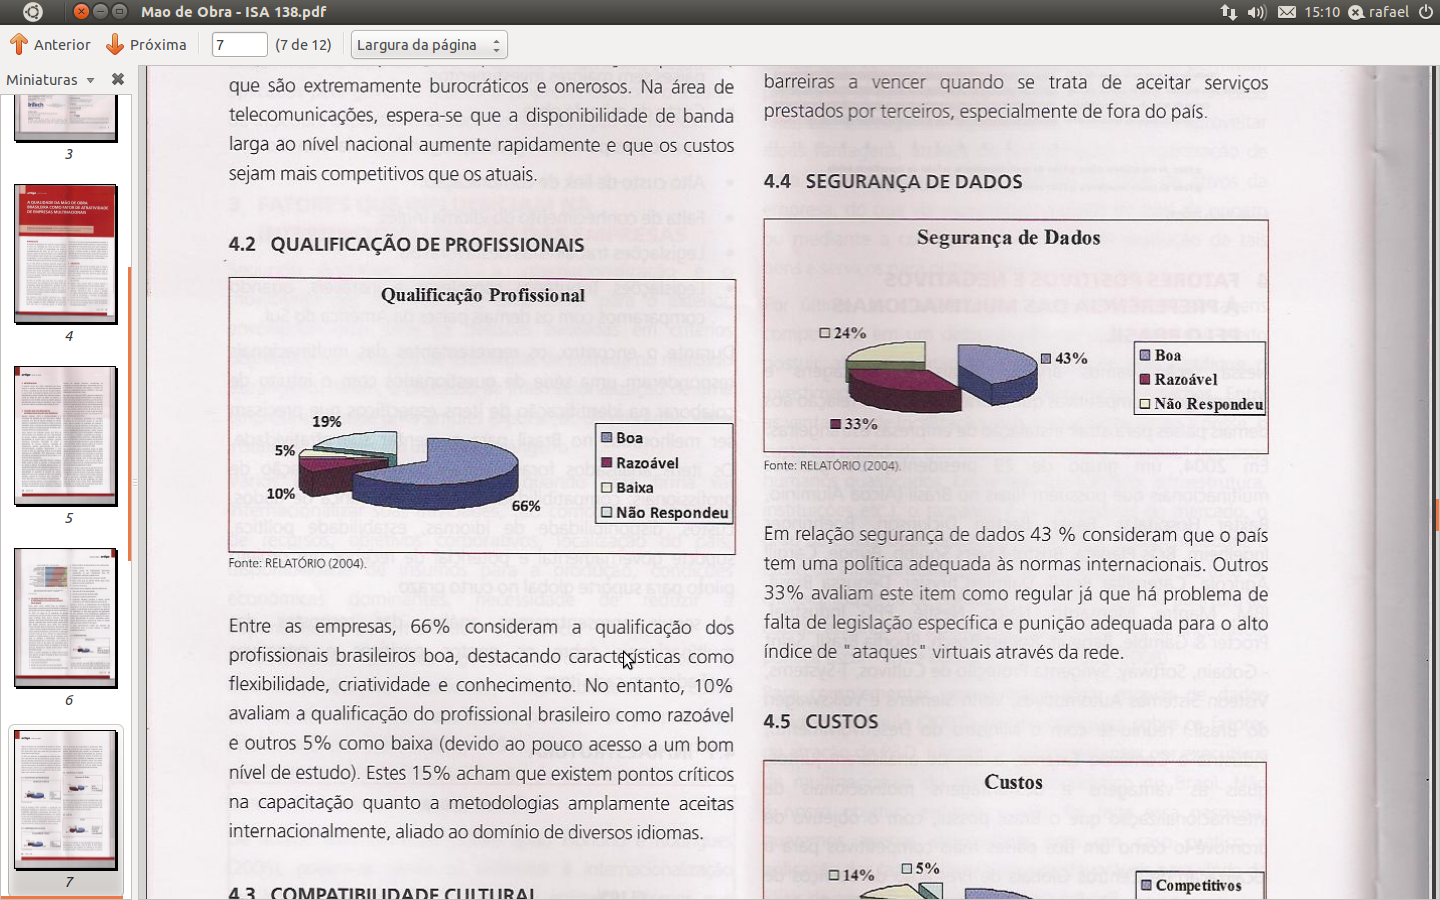 Mao de Obra - ISA 138.pdf
15:10
rafael
Anterior
Próxima
7
(7 de 12)
Largura da página
Miniaturas
3
4
5
6
7
que são extremamente burocráticos e onerosos. Na área de
telecomunicações, espera-se que a disponibilidade de banda
larga ao nível nacional aumente rapidamente e que os custos
sejam mais competitivos que os atuais.
4.2 QUALIFICAÇÃO DE PROFISSIONAIS
Qualificação Profissional
19%
5%
10%
66%
Boa
Razoável
Baixa
Não Respondeu
Fonte: RELATÓRIO (2004).
Entre as empresas, 66% consideram a qualificação dos
profissionais brasileiros boa, destacando características como
flexibilidade, criatividade e conhecimento. No entanto, 10%
avaliam a qualificação do profissional brasileiro como razoável
e outros 5% como baixa (devido ao pouco acesso a um bom
nível de estudo). Estes 15% acham que existem pontos críticos
na capacitação quanto a metodologias amplamente aceitas
internacionalmente, aliado ao domínio de diversos idiomas.
4.3 COMPATIBILIDADE CULTURAL
barreiras a vencer quando se trata de aceitar serviços
prestados por terceiros, especialmente de fora do país.
4.4 SEGURANÇA DE DADOS
Segurança de Dados
24%
43%
33%
Boa
Razoável
Não Respondeu
Fonte: RELATÓRIO (2004).
Em relação segurança de dados 43 % consideram que o país
tem uma política adequada às normas internacionais. Outros
33% avaliam este item como regular já que há problema de
falta de legislação específica e punição adequada para o alto
índice de "ataques" virtuais através da rede.
4.5 CUSTOS
Custos
14%
5%
Competitivos